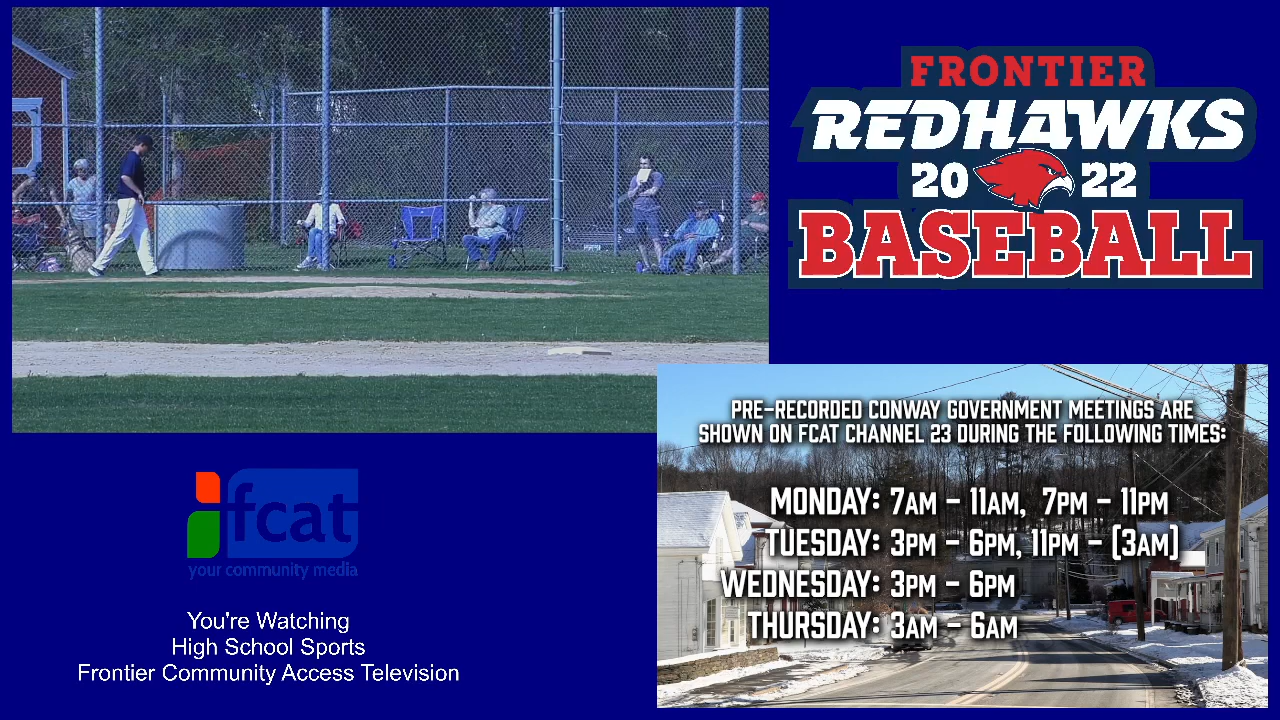 FRONTIER
REDHAWKS
20 22
BASEBALL
PRE-RECORDED CONWAY GOVERNMENT MEETINGS ARE
SHOWN ON FCAT CHANNEL 23 DURING THE FOLLOWING TIMES:
MONDAY: 7AM - 11AM, 7PM - 11PM
TUESDAY: 3PM - 6PM, 11PM - [3AM]
WEDNESDAY: 3PM - 6PM
THURSDAY: 3AM - 6AM
fcat
your community media
You're Watching
High School Sports
Frontier Community Access Television